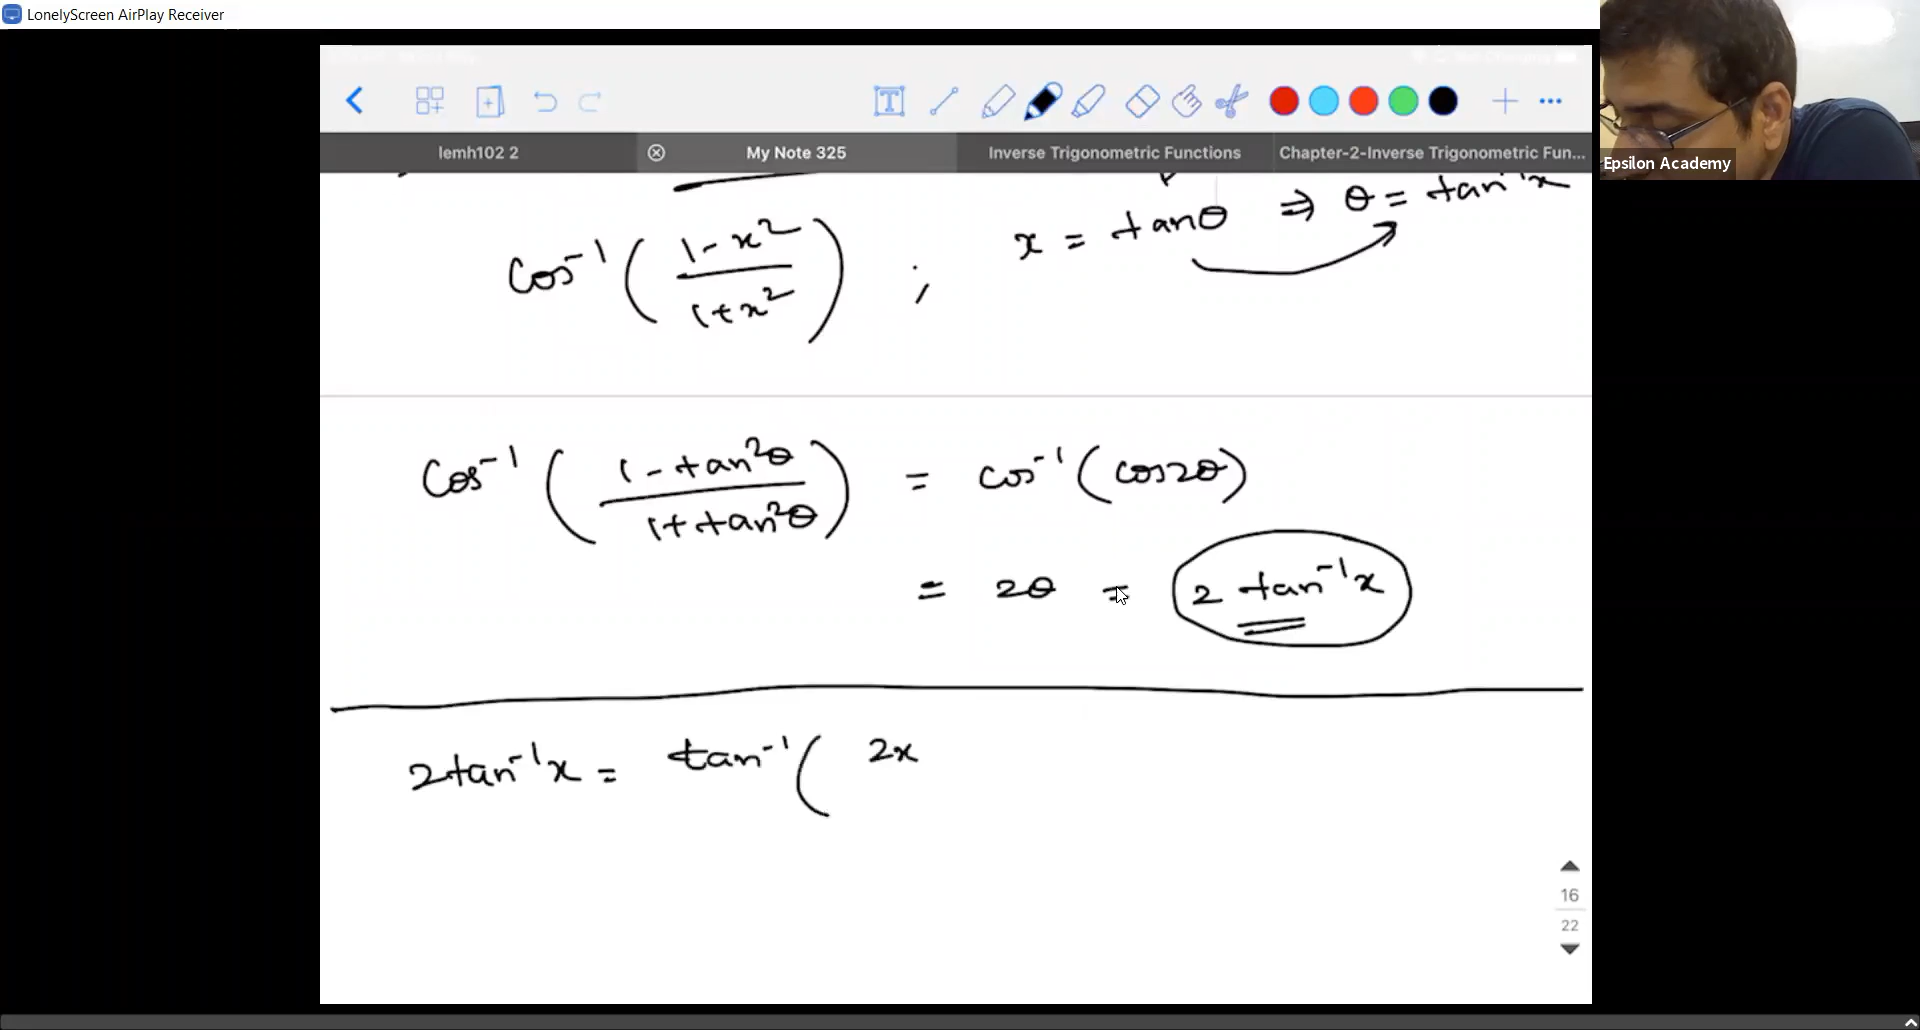 LonelyScreen AirPlay Receiver
T
lemh102 2
My Note 325
Inverse Trigonometric Functions
Chapter-2-Inverse Trigonometric Fun...
Epsilon Academy
x = tanθ ⇒ θ = tan⁻¹x
cos⁻¹ ( (1-x²)/(1+x²) ) ;
cos⁻¹ ( (1-tan²θ)/(1+tan²θ) ) = cos⁻¹(cos2θ)
= 2θ = 2 tan⁻¹x
2tan⁻¹x = tan⁻¹( 2x
16
22